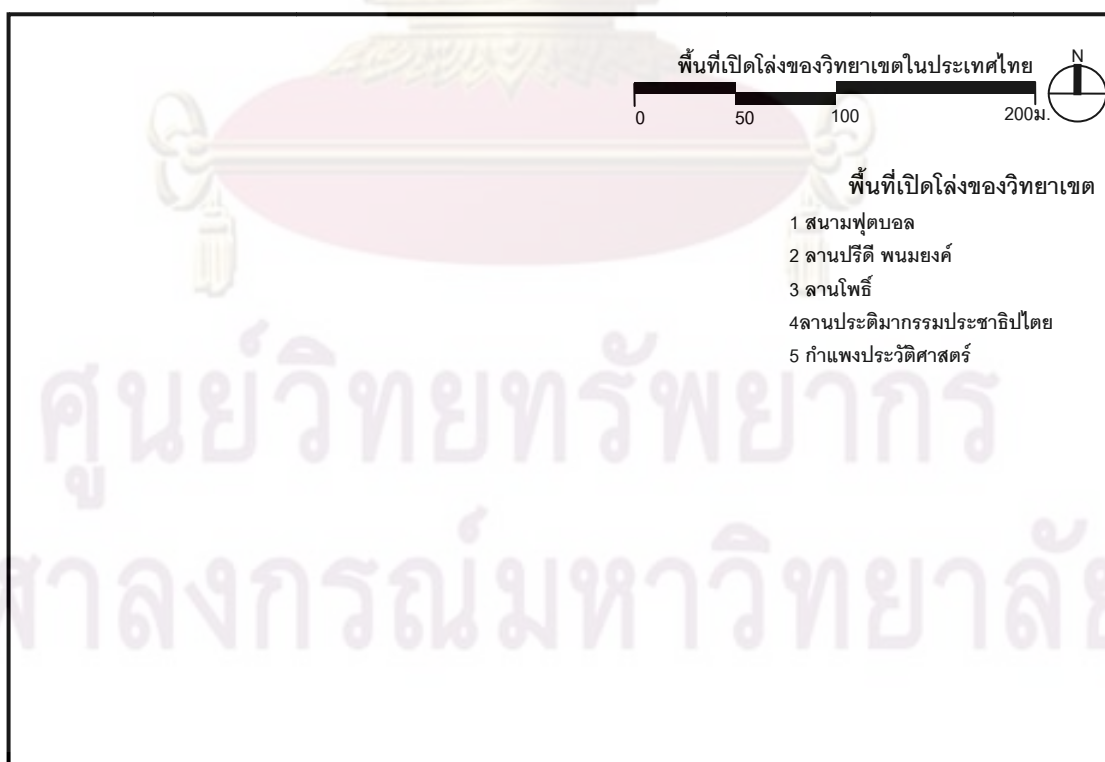 พื้นที่เปิดโล่งของวิทยาเขตในประเทศไทย
N
0 50 100 200ม.
พื้นที่เปิดโล่งของวิทยาเขต
1 สนามฟุตบอล
2 ลานปรีดี พนมยงค์
3 ลานโพธิ์
4ลานประติมากรรมประชาธิปไตย
5 กำแพงประวัติศาสตร์
ศูนย์วิทยทรัพยากร
ฬาลงกรณ์มหาวิทยาลัย